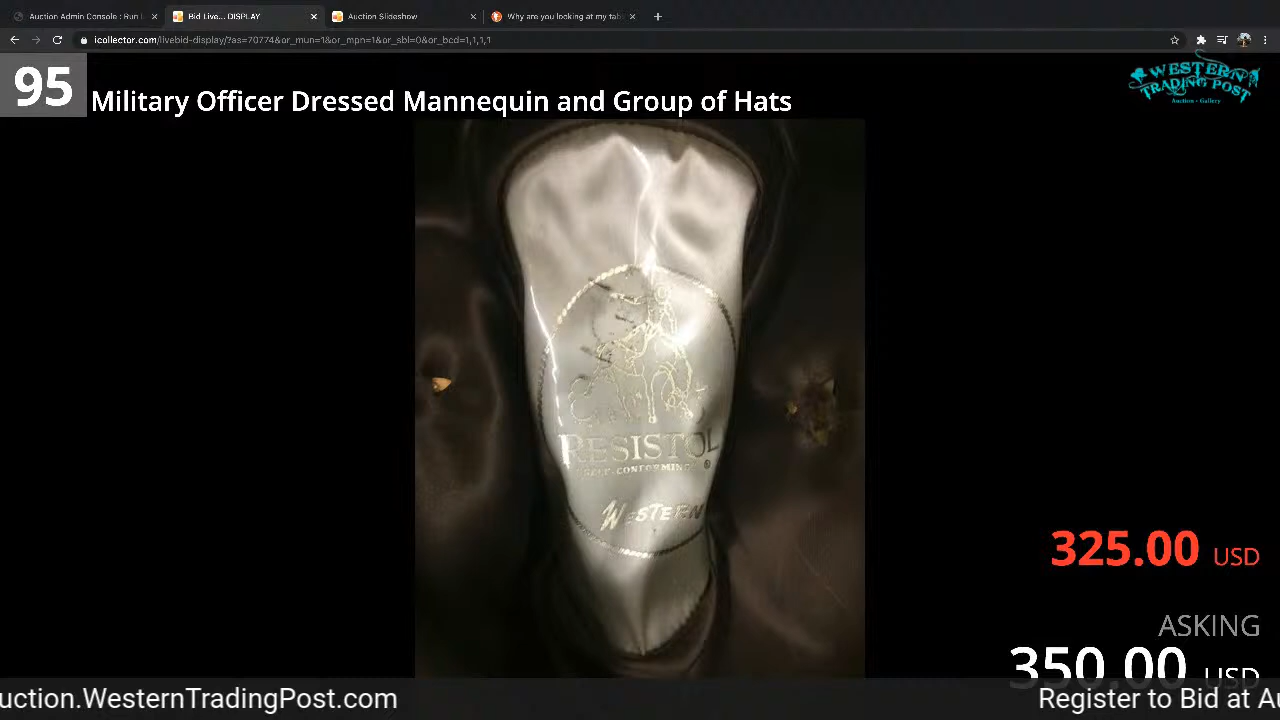 Auction Admin Console : Run L
Bid Live... DISPLAY
Auction Slideshow
Why are you looking at my tab
icollector.com/livebid-display/?as=70774&or_mun=1&or_mpn=1&or_sbl=0&or_bcd=1,1,1,1
95
Military Officer Dressed Mannequin and Group of Hats
WESTERN
TRADING POST
Auction - Gallery
RESISTOL
SELF-CONFORMING ®
WESTERN
325.00 USD
ASKING
350.00 USD
uction.WesternTradingPost.com
Register to Bid at Au